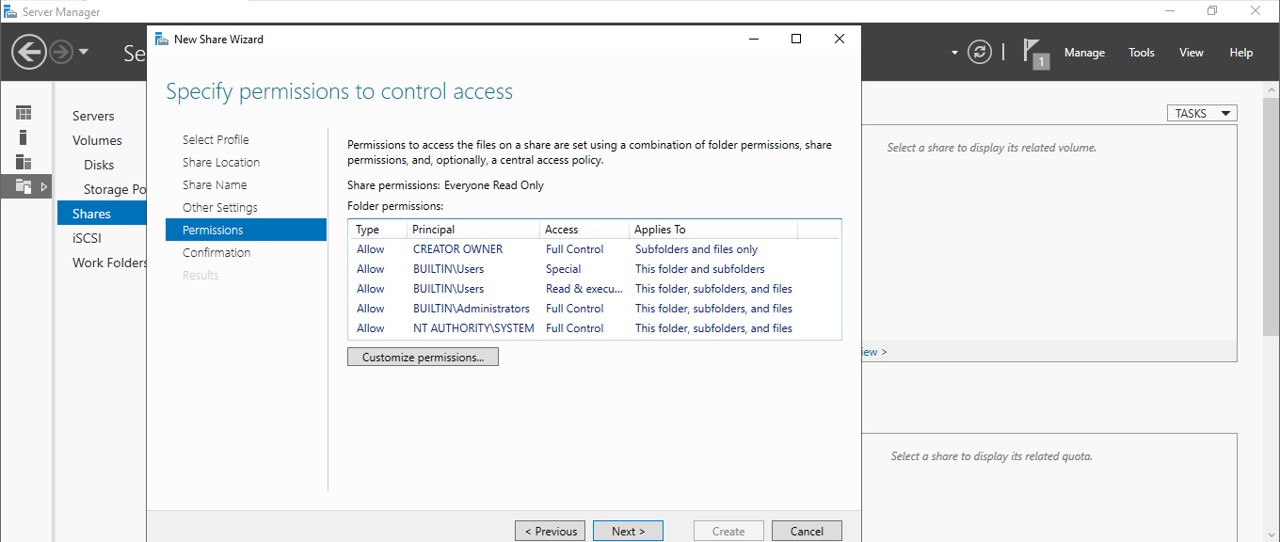 Server Manager
New Share Wizard
Se
1
Manage Tools View Help
Specify permissions to control access
Servers
Volumes
Disks
Storage Po
Shares
iSCSI
Work Folders
Select Profile
Share Location
Share Name
Other Settings
Permissions
Confirmation
Results
Permissions to access the files on a share are set using a combination of folder permissions, share
permissions, and, optionally, a central access policy.
Share permissions: Everyone Read Only
Folder permissions:
Type Principal Access Applies To
Allow CREATOR OWNER Full Control Subfolders and files only
Allow BUILTIN\Users Special This folder and subfolders
Allow BUILTIN\Users Read & execu... This folder, subfolders, and files
Allow BUILTIN\Administrators Full Control This folder, subfolders, and files
Allow NT AUTHORITY\SYSTEM Full Control This folder, subfolders, and files
Customize permissions...
< Previous Next > Create Cancel
TASKS
Select a share to display its related volume.
iew >
Select a share to display its related quota.